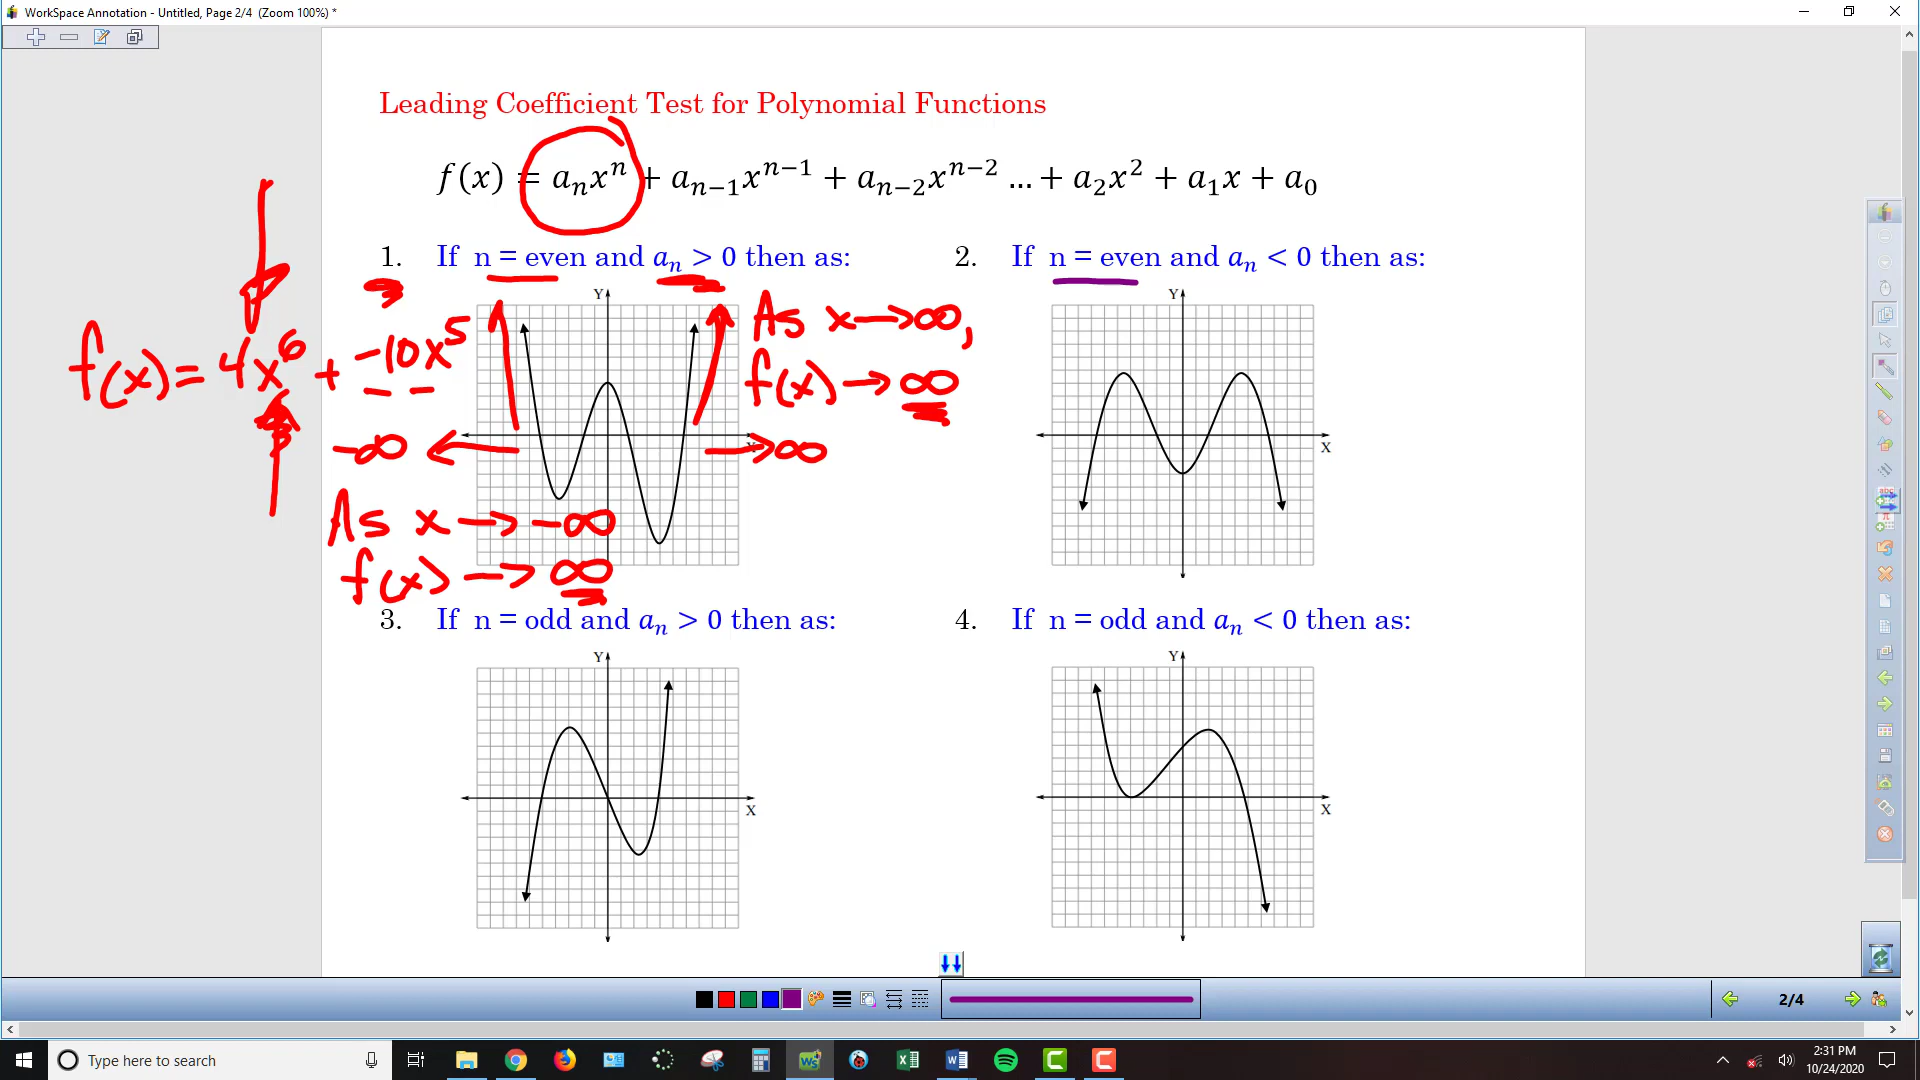 WorkSpace Annotation - Untitled, Page 2/4 (Zoom 100%) *
Leading Coefficient Test for Polynomial Functions
f(x) = aₙxⁿ + aₙ₋₁xⁿ⁻¹ + aₙ₋₂xⁿ⁻² … + a₂x² + a₁x + a₀
1. If n = even and aₙ > 0 then as:
2. If n = even and aₙ < 0 then as:
f(x) = 4x⁶ + -10x⁵
Y
As x → ∞,
f(x) → ∞
-∞
→ ∞
As x → -∞
f(x) → ∞
Y
X
3. If n = odd and aₙ > 0 then as:
4. If n = odd and aₙ < 0 then as:
Y
X
Y
X
2/4
Type here to search
2:31 PM
10/24/2020